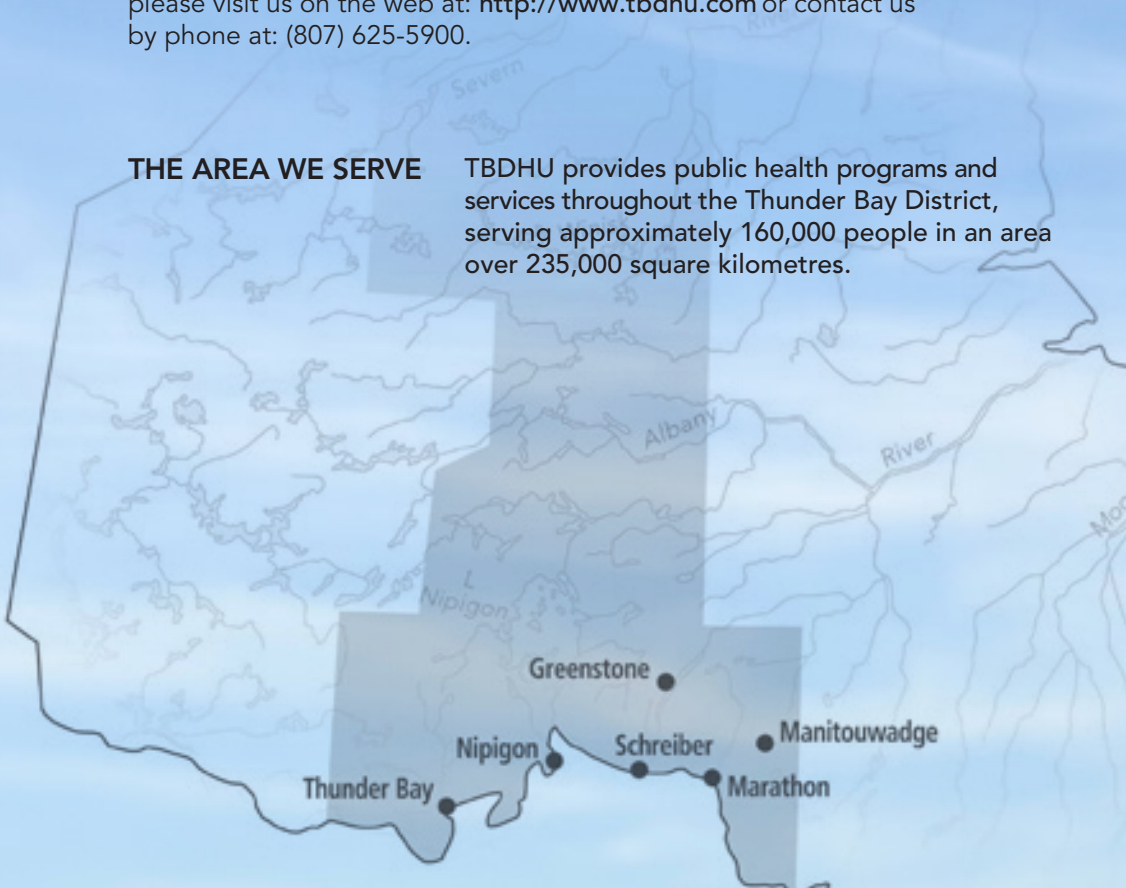 please visit us on the web at: http://www.tbdhu.com or contact us
by phone at: (807) 625-5900.
River
Severn
THE AREA WE SERVE
TBDHU provides public health programs and
services throughout the Thunder Bay District,
serving approximately 160,000 people in an area
over 235,000 square kilometres.
Albany
River
L
Nipigon
Greenstone
Nipigon
Schreiber
Manitouwadge
Thunder Bay
Marathon